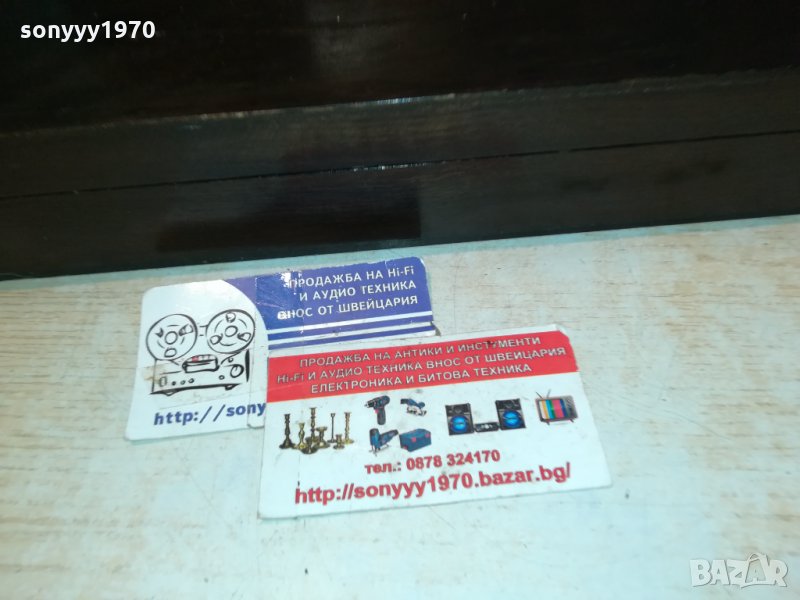 sonyyy1970
ПРОДАЖБА НА Hi-Fi
И АУДИО ТЕХНИКА
ВНОС ОТ ШВЕЙЦАРИЯ
http://sony
ПРОДАЖБА НА АНТИКИ И ИНСТУМЕНТИ
Hi-Fi И АУДИО ТЕХНИКА ВНОС ОТ ШВЕЙЦАРИЯ
ЕЛЕКТРОНИКА И БИТОВА ТЕХНИКА
тел.: 0878 324170
http://sonyyy1970.bazar.bg/
BAZAR